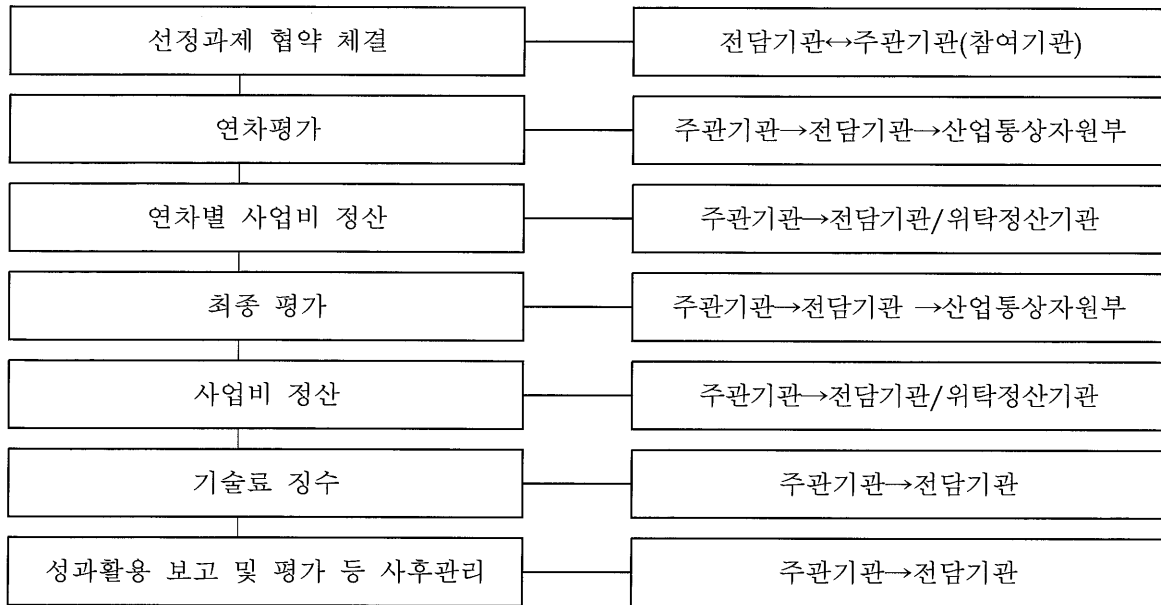 선정과제 협약 체결
전담기관↔주관기관(참여기관)
연차평가
주관기관→전담기관→산업통상자원부
연차별 사업비 정산
주관기관→전담기관/위탁정산기관
최종 평가
주관기관→전담기관 →산업통상자원부
사업비 정산
주관기관→전담기관/위탁정산기관
기술료 징수
주관기관→전담기관
성과활용 보고 및 평가 등 사후관리
주관기관→전담기관